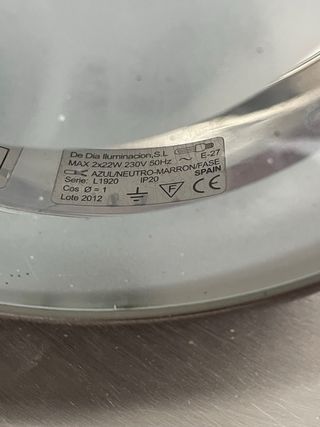 De Dia Iluminacion,S.L
MAX 2x22W 230V 50Hz ~ E-27
AZUL/NEUTRO-MARRON/FASE
SPAIN
Serie: L1920 IP20
Cos Ø = 1 F CE
Lote 2012